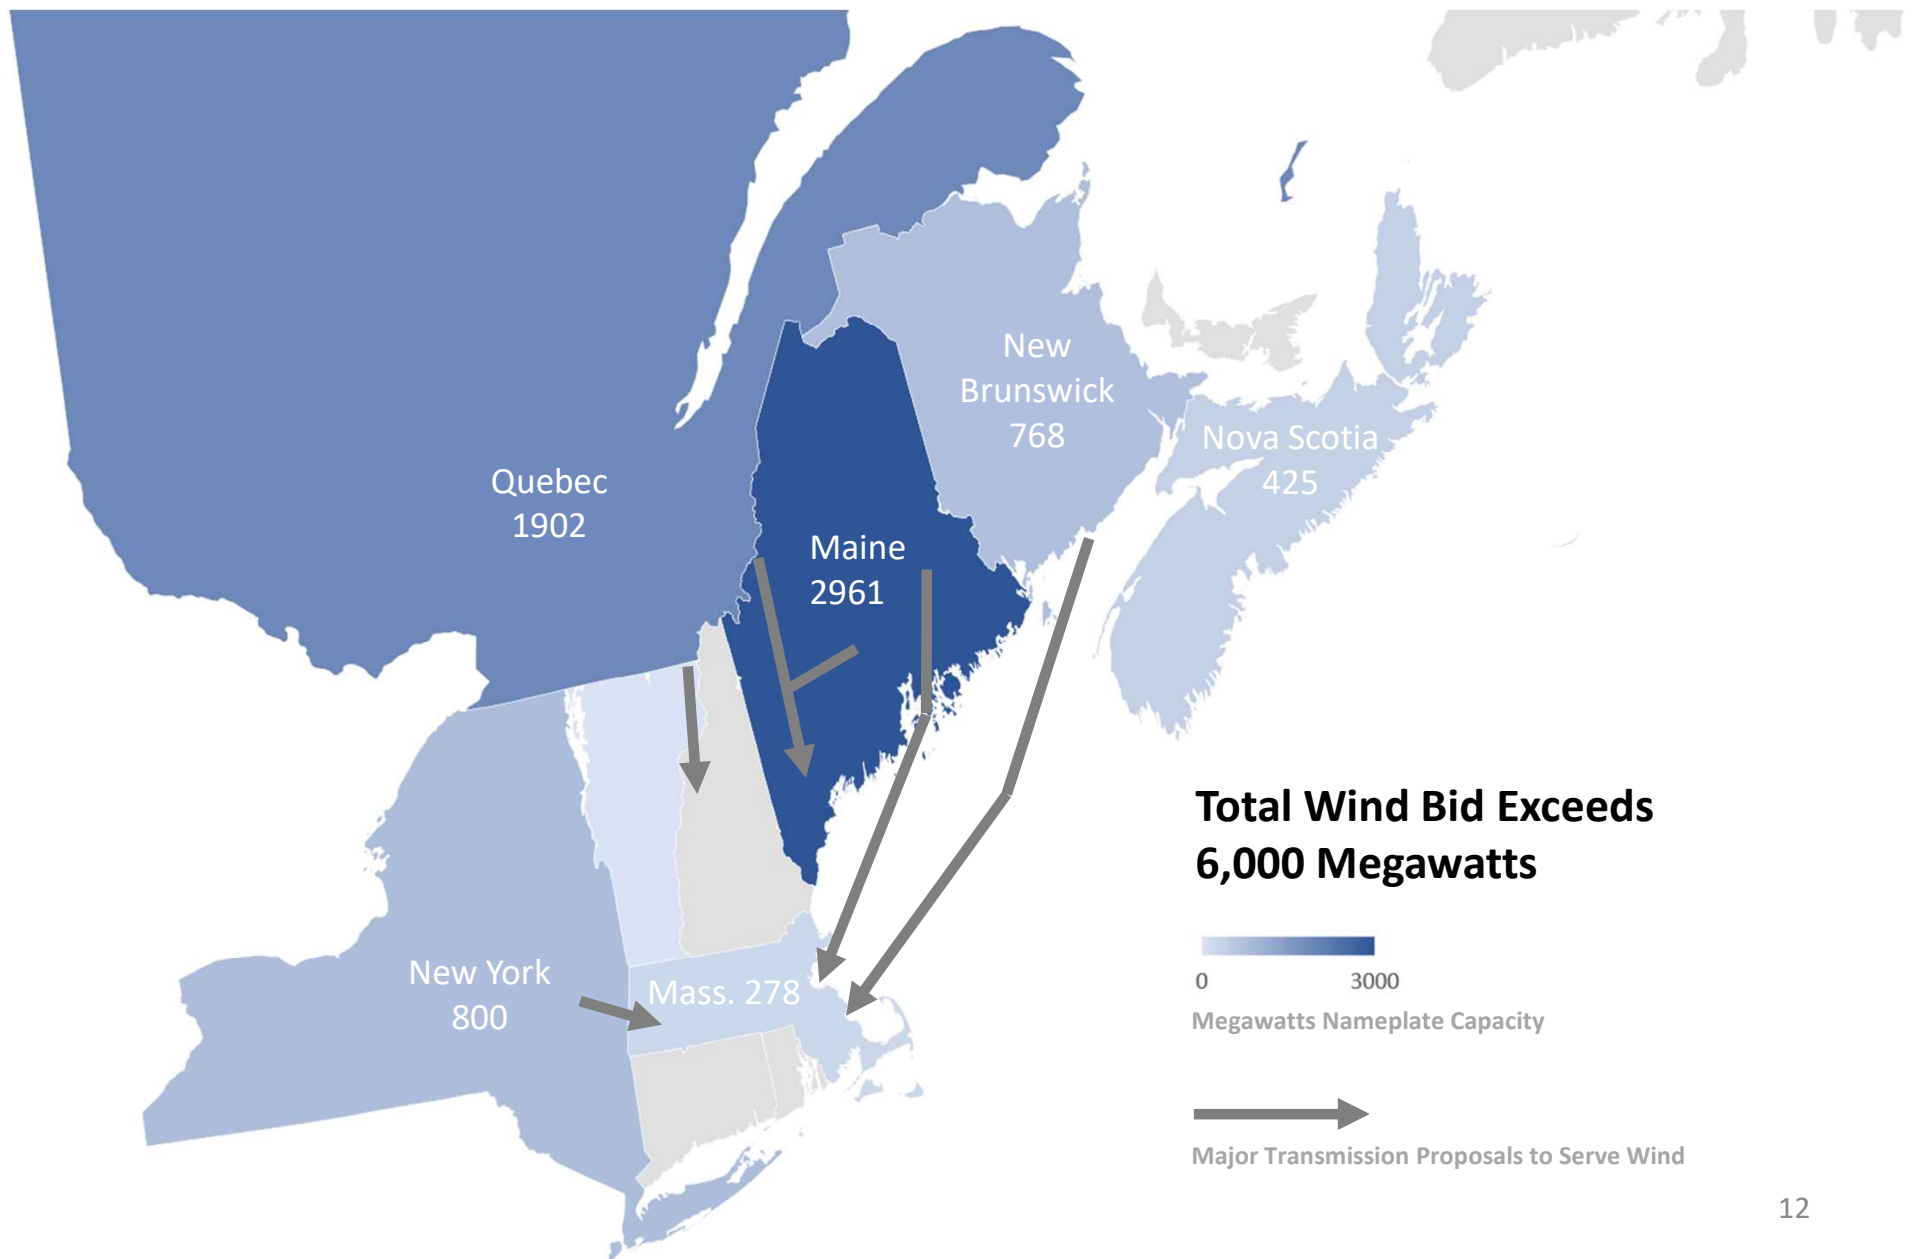 New
Brunswick
768
Nova Scotia
425
Quebec
1902
Maine
2961
Total Wind Bid Exceeds
6,000 Megawatts
0 3000
Megawatts Nameplate Capacity
New York
800
Mass. 278
Major Transmission Proposals to Serve Wind
12